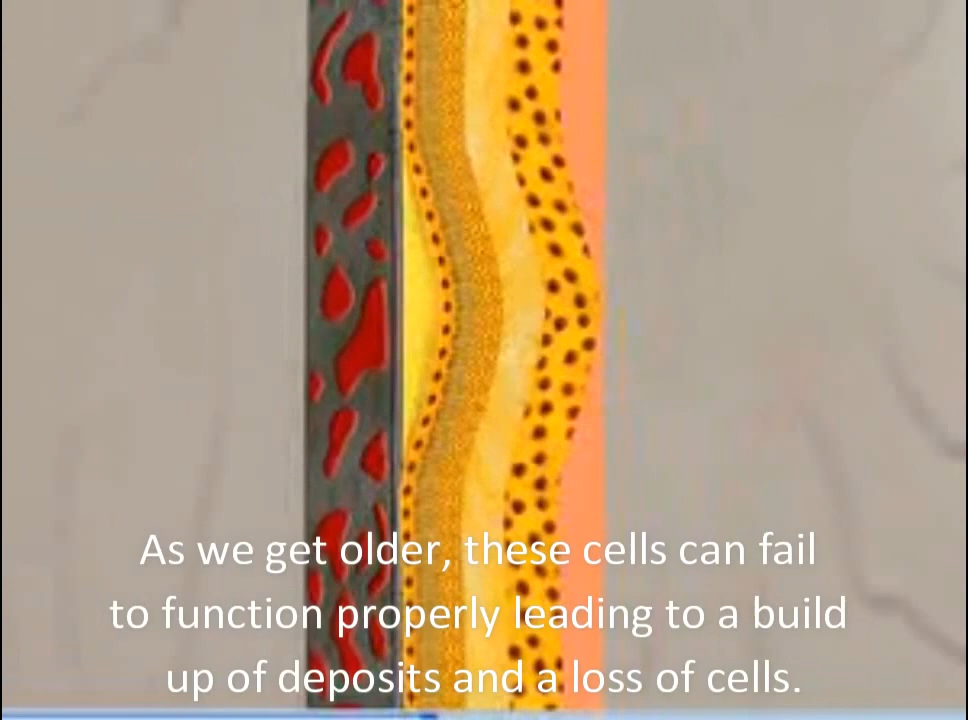 As we get older, these cells can fail
to function properly leading to a build
up of deposits and a loss of cells.